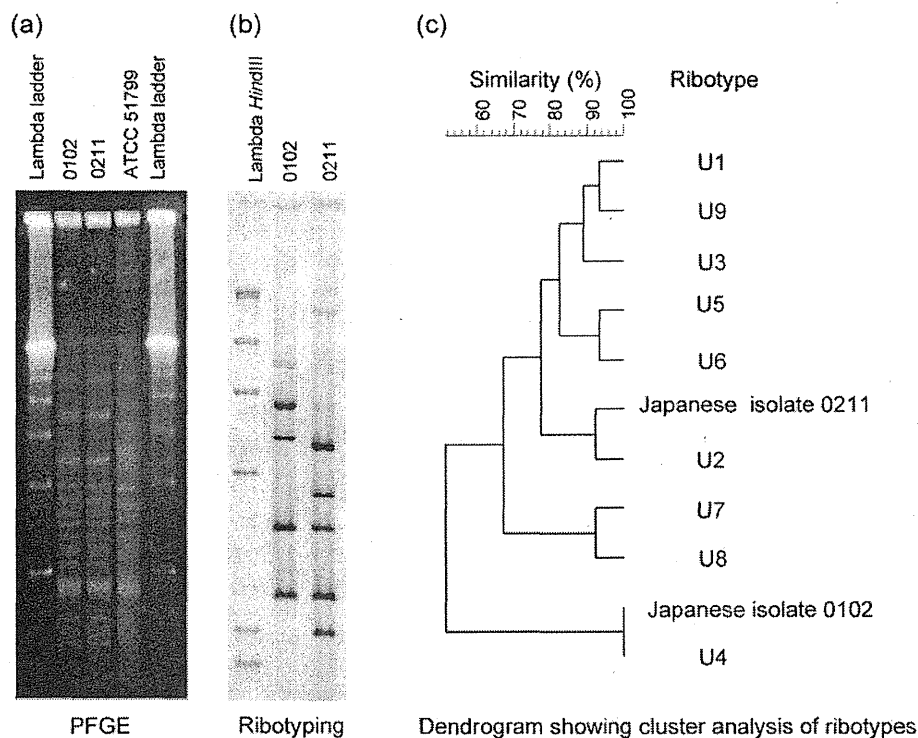 (a)
Lambda ladder
0102
0211
ATCC 51799
Lambda ladder
PFGE
(b)
Lambda HindIII
0102
0211
Ribotyping
(c)
Similarity (%)
Ribotype
60
70
80
90
100
U1
U9
U3
U5
U6
Japanese isolate 0211
U2
U7
U8
Japanese isolate 0102
U4
Dendrogram showing cluster analysis of ribotypes